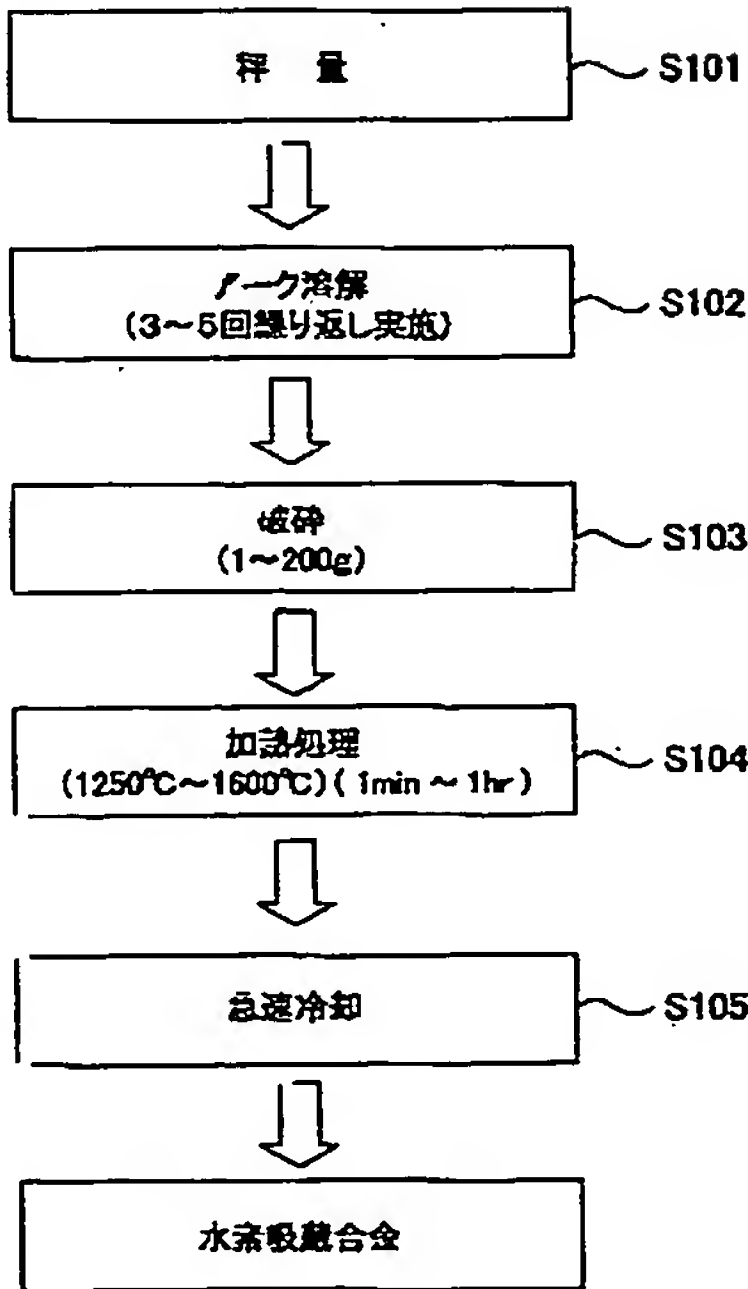 秤 量
S101
アーク溶解
(3～5回繰り返し実施)
S102
破砕
(1～200g)
S103
加熱処理
(1250℃～1600℃)(1min～1hr)
S104
急速冷却
S105
水素吸蔵合金